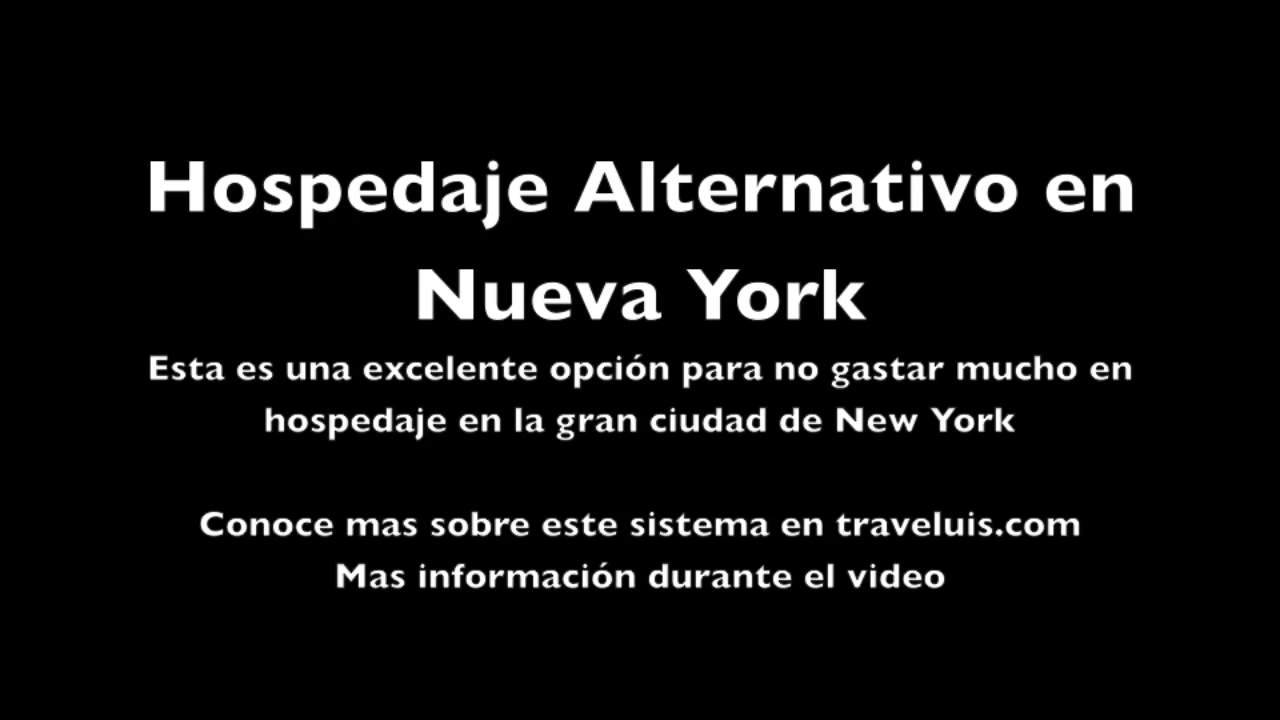 Hospedaje Alternativo en
Nueva York
Esta es una excelente opción para no gastar mucho en
hospedaje en la gran ciudad de New York
Conoce mas sobre este sistema en traveluis.com
Mas información durante el video